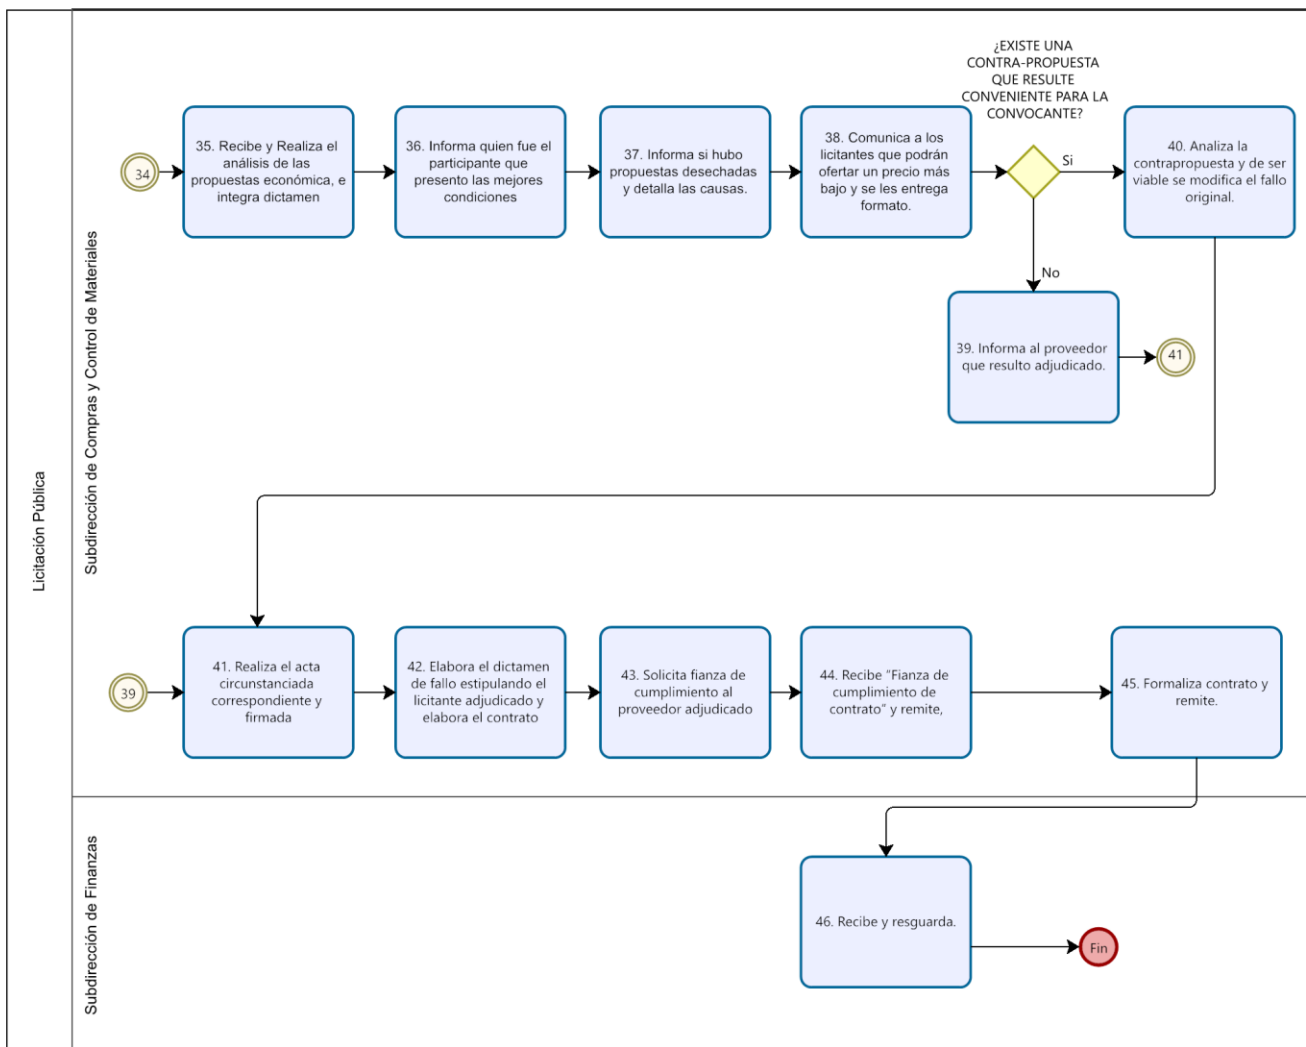 Licitación Pública
Subdirección de Compras y Control de Materiales
¿EXISTE UNA
CONTRA-PROPUESTA
QUE RESULTE
CONVENIENTE PARA LA
CONVOCANTE?
34
35. Recibe y Realiza el
análisis de las
propuestas económica, e
integra dictamen
36. Informa quien fue el
participante que
presento las mejores
condiciones
37. Informa si hubo
propuestas desechadas
y detalla las causas.
38. Comunica a los
licitantes que podrán
ofertar un precio más
bajo y se les entrega
formato.
Si
40. Analiza la
contrapropuesta y de ser
viable se modifica el fallo
original.
No
39. Informa al proveedor
que resulto adjudicado.
41
39
41. Realiza el acta
circunstanciada
correspondiente y
firmada
42. Elabora el dictamen
de fallo estipulando el
licitante adjudicado y
elabora el contrato
43. Solicita fianza de
cumplimiento al
proveedor adjudicado
44. Recibe "Fianza de
cumplimiento de
contrato" y remite,
45. Formaliza contrato y
remite.
Subdirección de Finanzas
46. Recibe y resguarda.
Fin